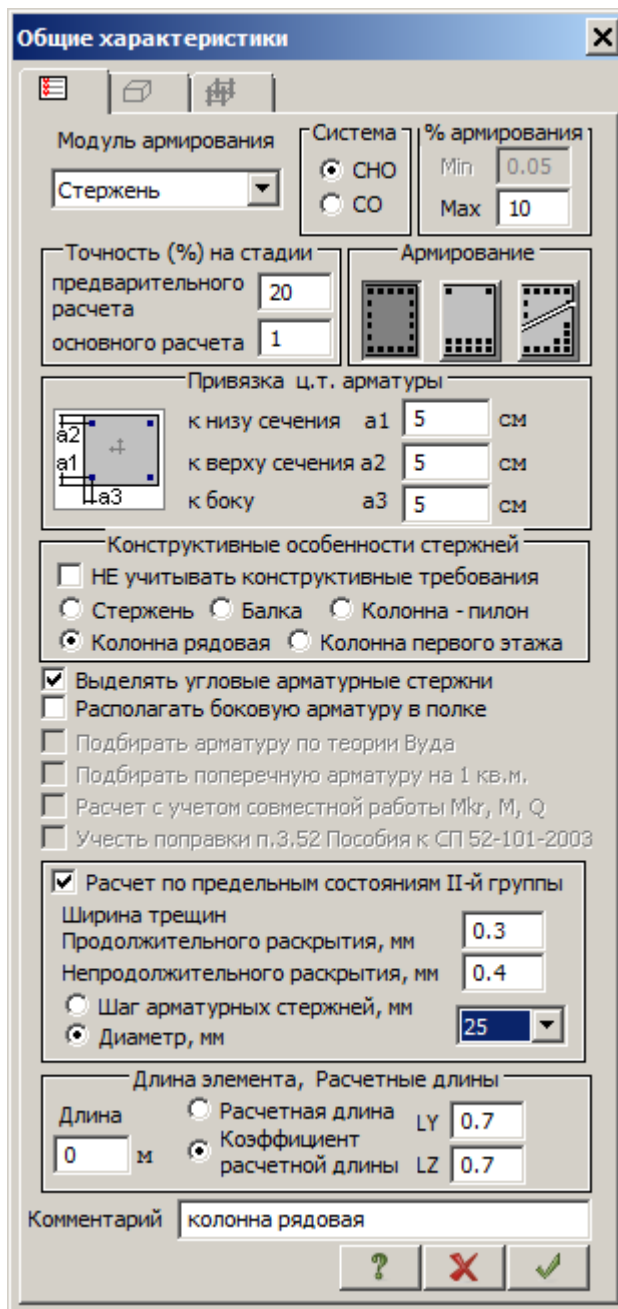 Общие характеристики
Модуль армирования
Стержень
Система
СНО
СО
% армирования
Min 0.05
Max 10
Точность (%) на стадии
предварительного
расчета 20
основного расчета 1
Армирование
Привязка ц.т. арматуры
a2
a1
a3
к низу сечения a1 5 см
к верху сечения a2 5 см
к боку a3 5 см
Конструктивные особенности стержней
НЕ учитывать конструктивные требования
Стержень Балка Колонна - пилон
Колонна рядовая Колонна первого этажа
Выделять угловые арматурные стержни
Располагать боковую арматуру в полке
Подбирать арматуру по теории Вуда
Подбирать поперечную арматуру на 1 кв.м.
Расчет с учетом совместной работы Mkr, M, Q
Учесть поправки п.3.52 Пособия к СП 52-101-2003
Расчет по предельным состояниям II-й группы
Ширина трещин
Продолжительного раскрытия, мм 0.3
Непродолжительного раскрытия, мм 0.4
Шаг арматурных стержней, мм
Диаметр, мм 25
Длина элемента, Расчетные длины
Длина
0 м
Расчетная длина LY 0.7
Коэффициент
расчетной длины LZ 0.7
Комментарий колонна рядовая
?